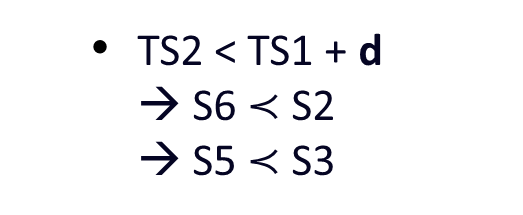 • TS2 < TS1 + d
→ S6 ≺ S2
→ S5 ≺ S3